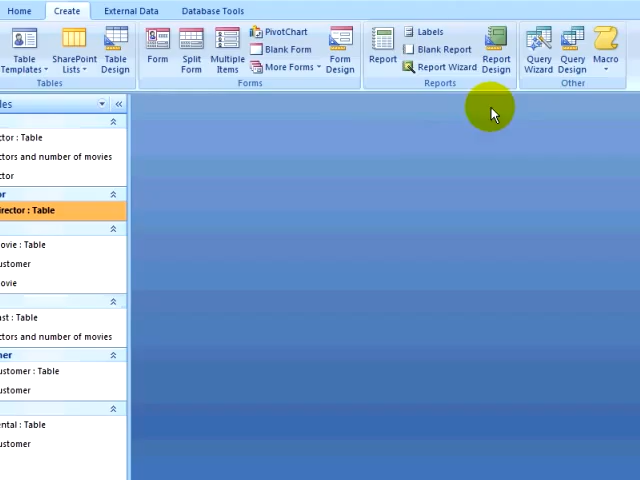 Home Create External Data Database Tools
Table Templates SharePoint Lists Table Design
Form Split Form Multiple Items PivotChart Blank Form More Forms Form Design
Report Labels Blank Report Report Wizard Report Design
Query Wizard Query Design Macro
Tables Forms Reports Other
les «
tor : Table
ctors and number of movies
ctor
or
irector : Table
ovie : Table
ustomer
ovie
ast : Table
ctors and number of movies
mer
ustomer : Table
ustomer
ental : Table
ustomer